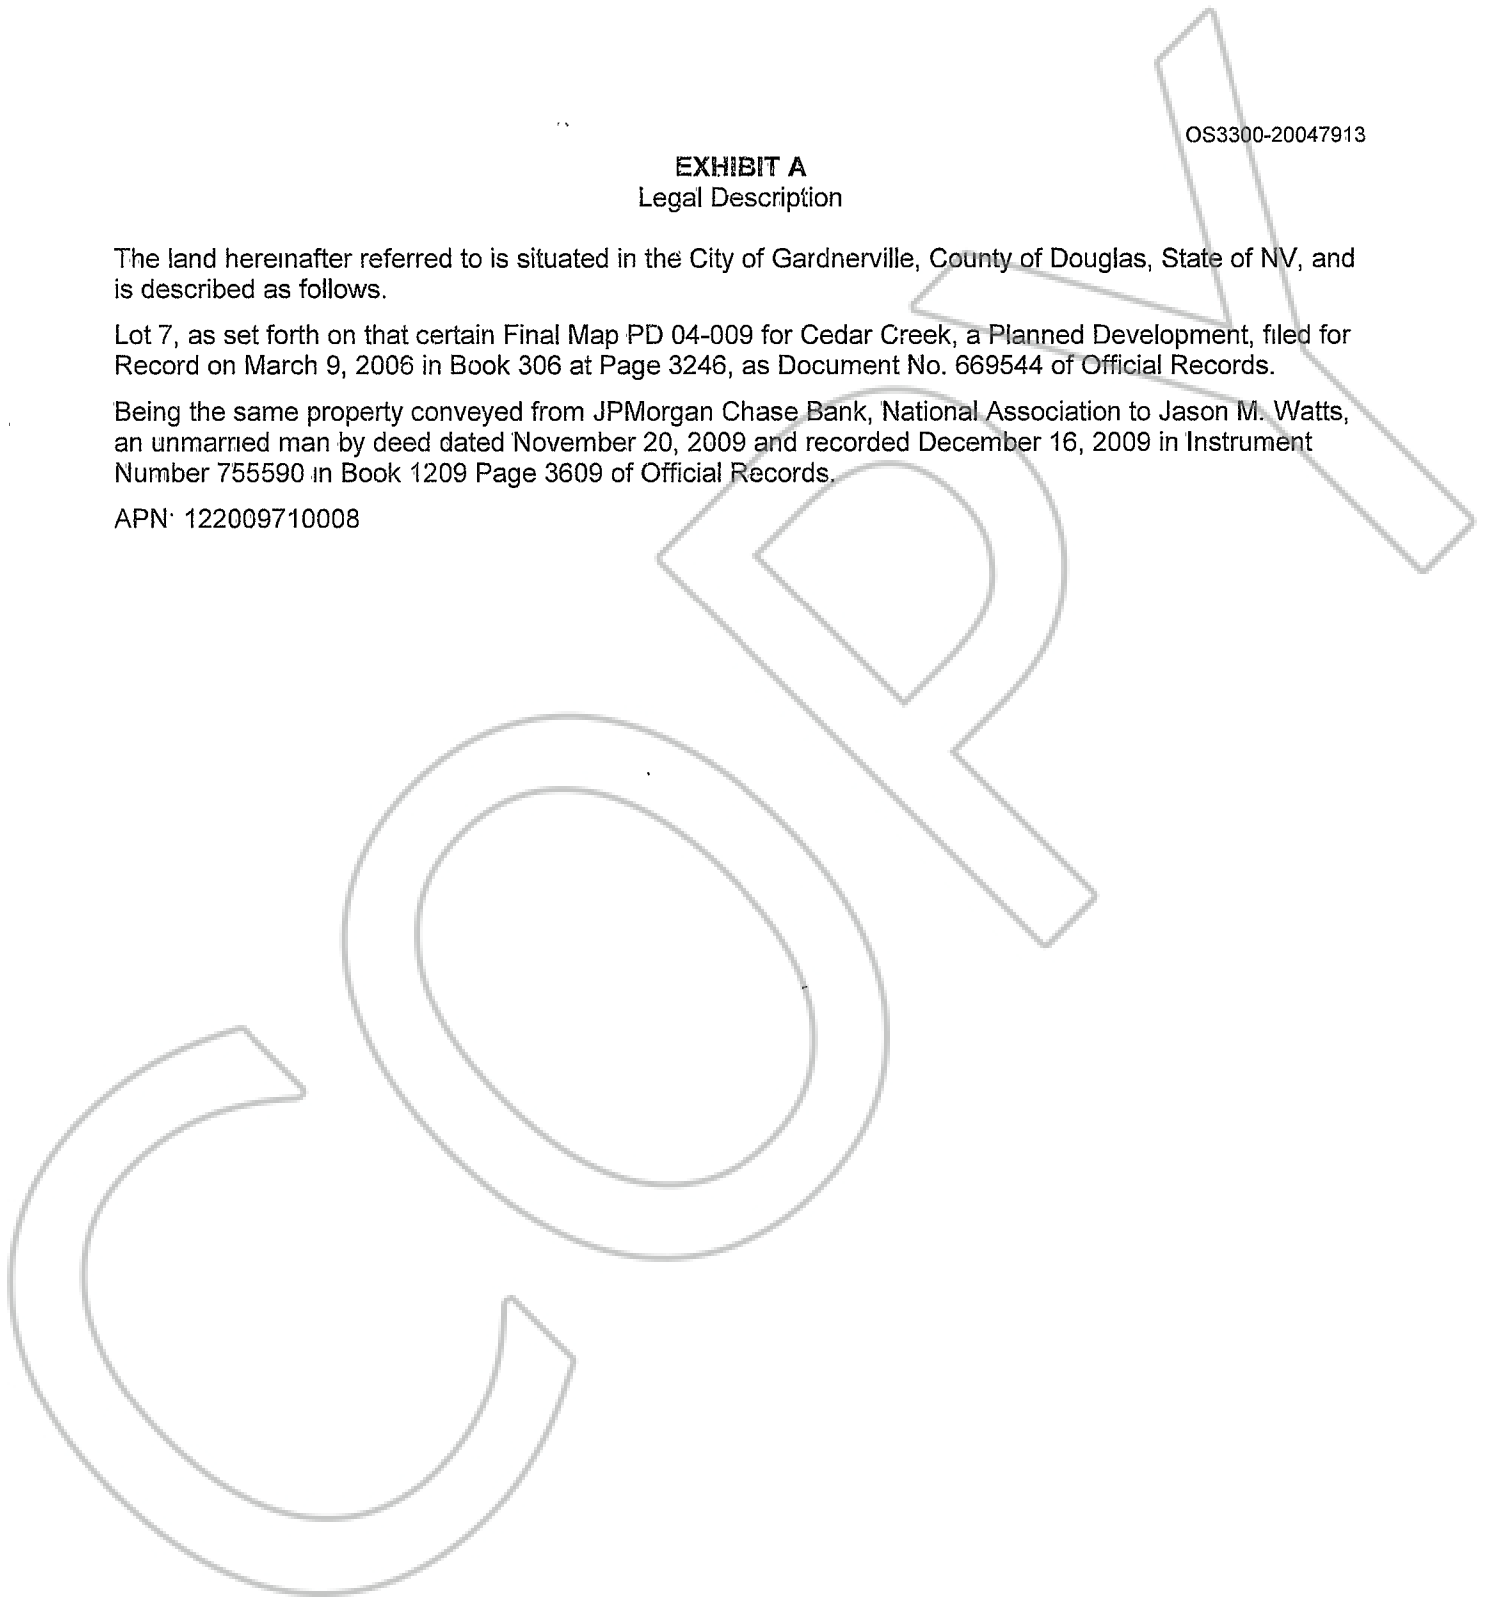 OS3300-20047913
EXHIBIT A
Legal Description
The land hereinafter referred to is situated in the City of Gardnerville, County of Douglas, State of NV, and
is described as follows.
Lot 7, as set forth on that certain Final Map PD 04-009 for Cedar Creek, a Planned Development, filed for
Record on March 9, 2006 in Book 306 at Page 3246, as Document No. 669544 of Official Records.
Being the same property conveyed from JPMorgan Chase Bank, National Association to Jason M. Watts,
an unmarried man by deed dated November 20, 2009 and recorded December 16, 2009 in Instrument
Number 755590 in Book 1209 Page 3609 of Official Records.
APN: 122009710008
COPY